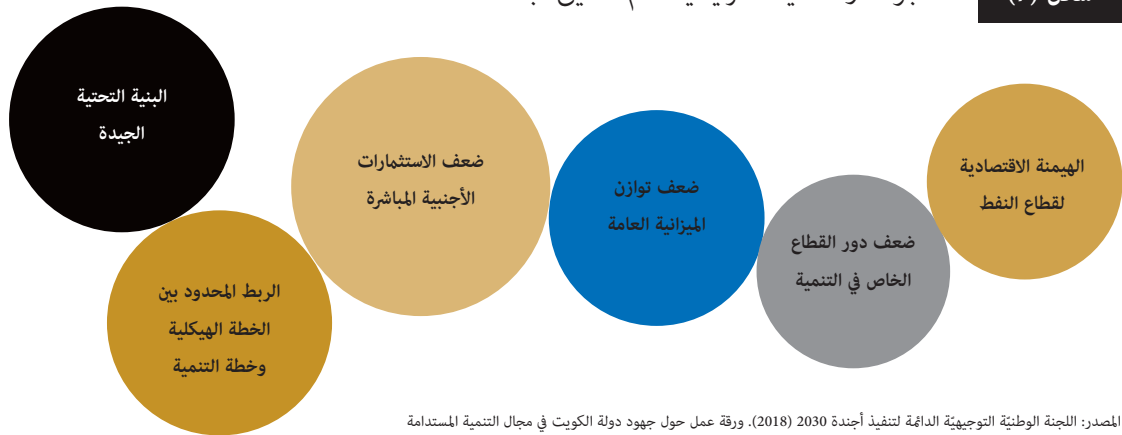 الهيمنة الاقتصادية
لقطاع النفط
ضعف دور القطاع
الخاص في التنمية
ضعف توازن
الميزانية العامة
ضعف الاستثمارات
الأجنبية المباشرة
الربط المحدود بين
الخطة الهيكلية
وخطة التنمية
البنية التحتية
الجيدة
المصدر: اللجنة الوطنيّة التوجيهيّة الدائمة لتنفيذ أجندة 2030 (2018). ورقة عمل حول جهود دولة الكويت في مجال التنمية المستدامة